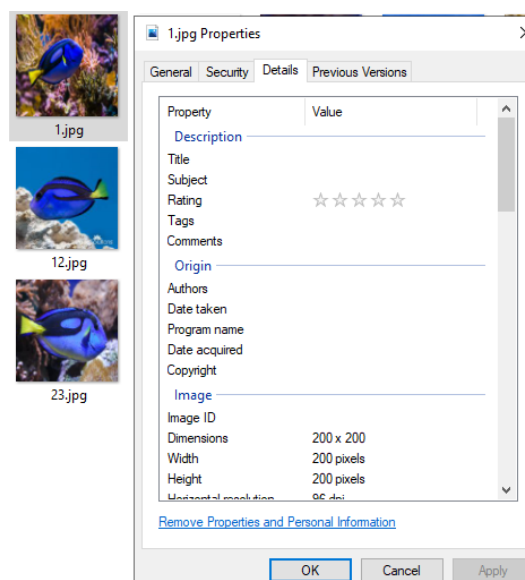 1.jpg
12.jpg
23.jpg
1.jpg Properties
General Security Details Previous Versions
Property Value
Description
Title
Subject
Rating
Tags
Comments
Origin
Authors
Date taken
Program name
Date acquired
Copyright
Image
Image ID
Dimensions 200 x 200
Width 200 pixels
Height 200 pixels
Horizontal resolution 96 dpi
Remove Properties and Personal Information
OK Cancel Apply